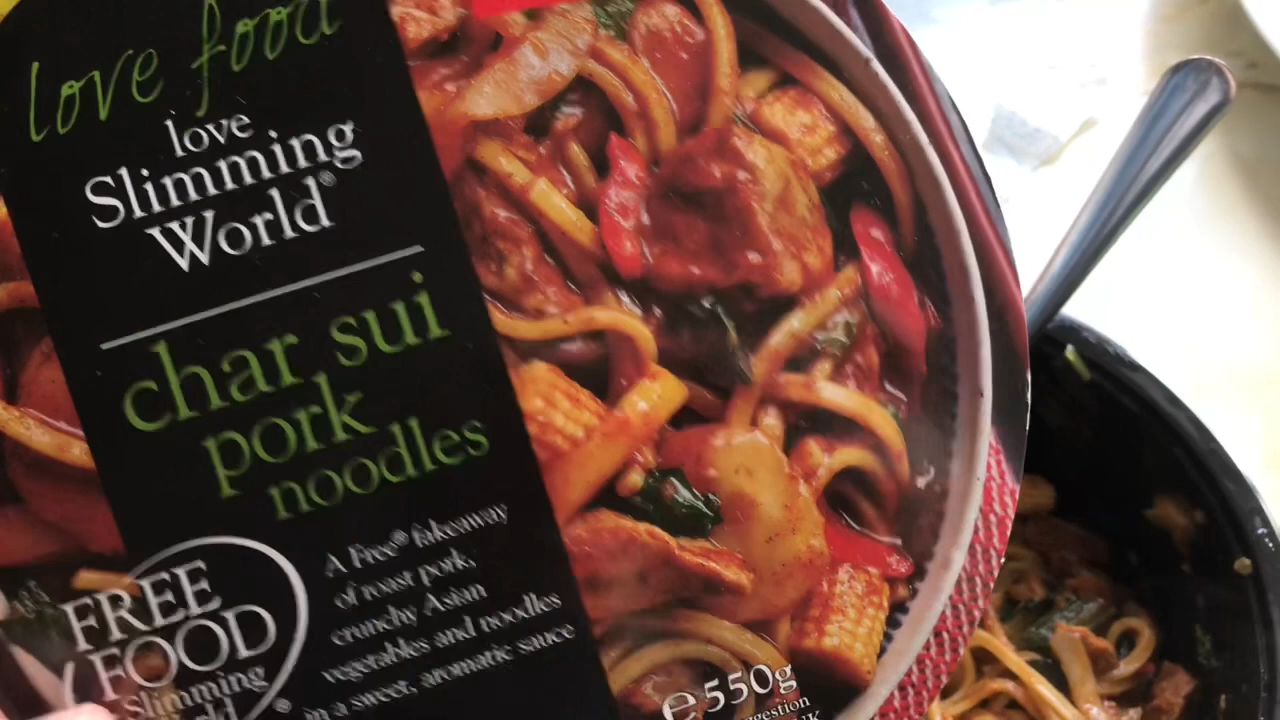 love food
love
Slimming
World®
char sui
pork
noodles
A Free® fakeaway
of roast pork,
crunchy Asian
vegetables and noodles
in a sweet, aromatic sauce
FREE
FOOD
Slimming
®
e550g